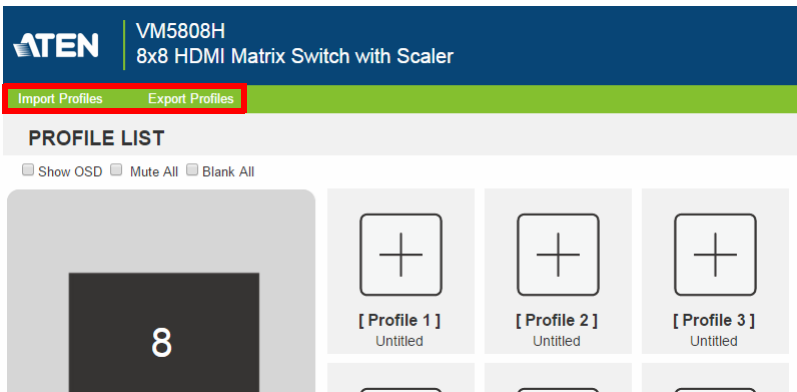 ATEN
VM5808H
8x8 HDMI Matrix Switch with Scaler
Import Profiles Export Profiles
PROFILE LIST
Show OSD Mute All Blank All
8
[ Profile 1 ] [ Profile 2 ] [ Profile 3 ]
Untitled Untitled Untitled